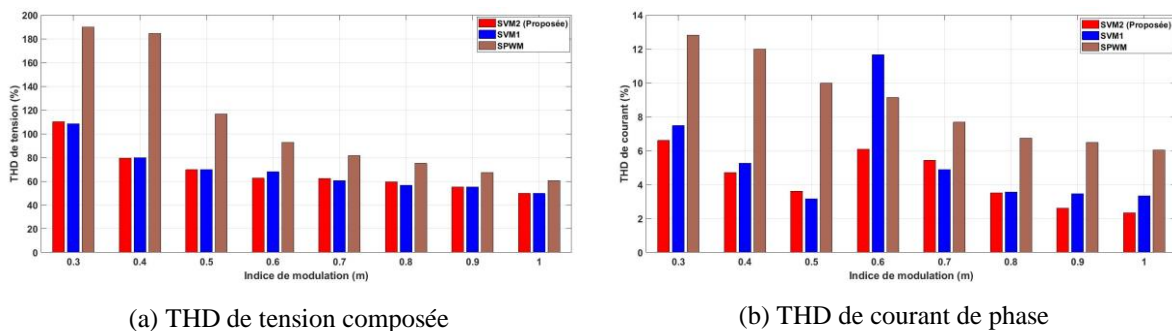 200
180
160
140
120
100
80
60
40
20
0
THD de tension (%)
0.3 0.4 0.5 0.6 0.7 0.8 0.9 1
Indice de modulation (m)
SVM2 (Proposée)
SVM1
SPWM
(a) THD de tension composée
14
12
10
8
6
4
2
0
THD de courant (%)
0.3 0.4 0.5 0.6 0.7 0.8 0.9 1
Indice de modulation (m)
SVM2 (Proposée)
SVM1
SPWM
(b) THD de courant de phase